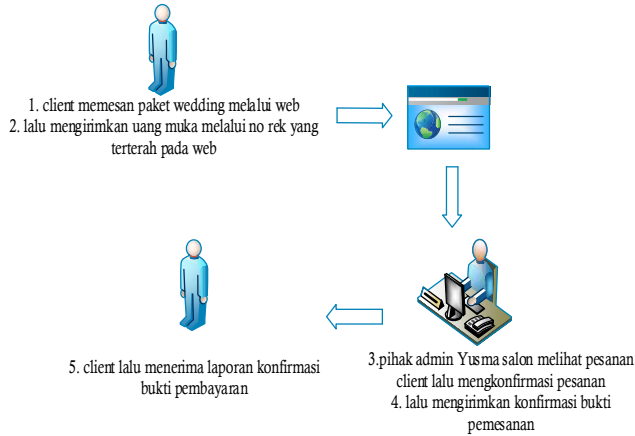 1. client memesan paket wedding melalui web
2. lalu mengirimkan uang muka melalui no rek yang
terterah pada web
3.pihak admin Yusma salon melihat pesanan
client lalu mengkonfirmasi pesanan
4. lalu mengirimkan konfirmasi bukti
pemesanan
5. client lalu menerima laporan konfirmasi
bukti pembayaran